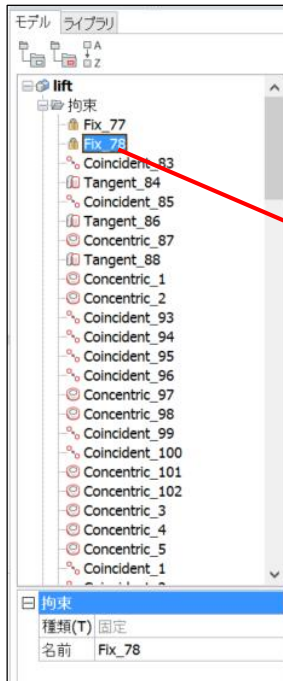 モデル ライブラリ
A
Z
lift
拘束
Fix_77
Fix_78
Coincident_83
Tangent_84
Coincident_85
Tangent_86
Concentric_87
Tangent_88
Concentric_1
Concentric_2
Coincident_93
Coincident_94
Coincident_95
Coincident_96
Concentric_97
Concentric_98
Coincident_99
Coincident_100
Concentric_101
Concentric_102
Concentric_3
Concentric_4
Concentric_5
Coincident_1
拘束
種類(T) 固定
名前 Fix_78